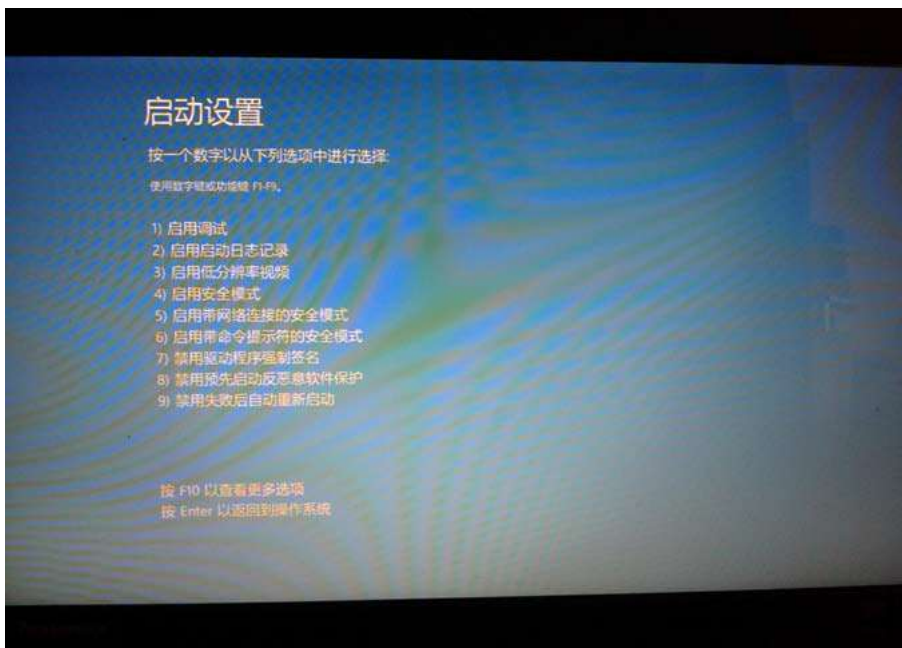 启动设置
按一个数字以从下列选项中进行选择:
使用数字键或功能键 F1-F9。
1) 启用调试
2) 启用启动日志记录
3) 启用低分辨率视频
4) 启用安全模式
5) 启用带网络连接的安全模式
6) 启用带命令提示符的安全模式
7) 禁用驱动程序强制签名
8) 禁用预先启动反恶意软件保护
9) 禁用失败后自动重新启动
按 F10 以查看更多选项
按 Enter 以返回到操作系统